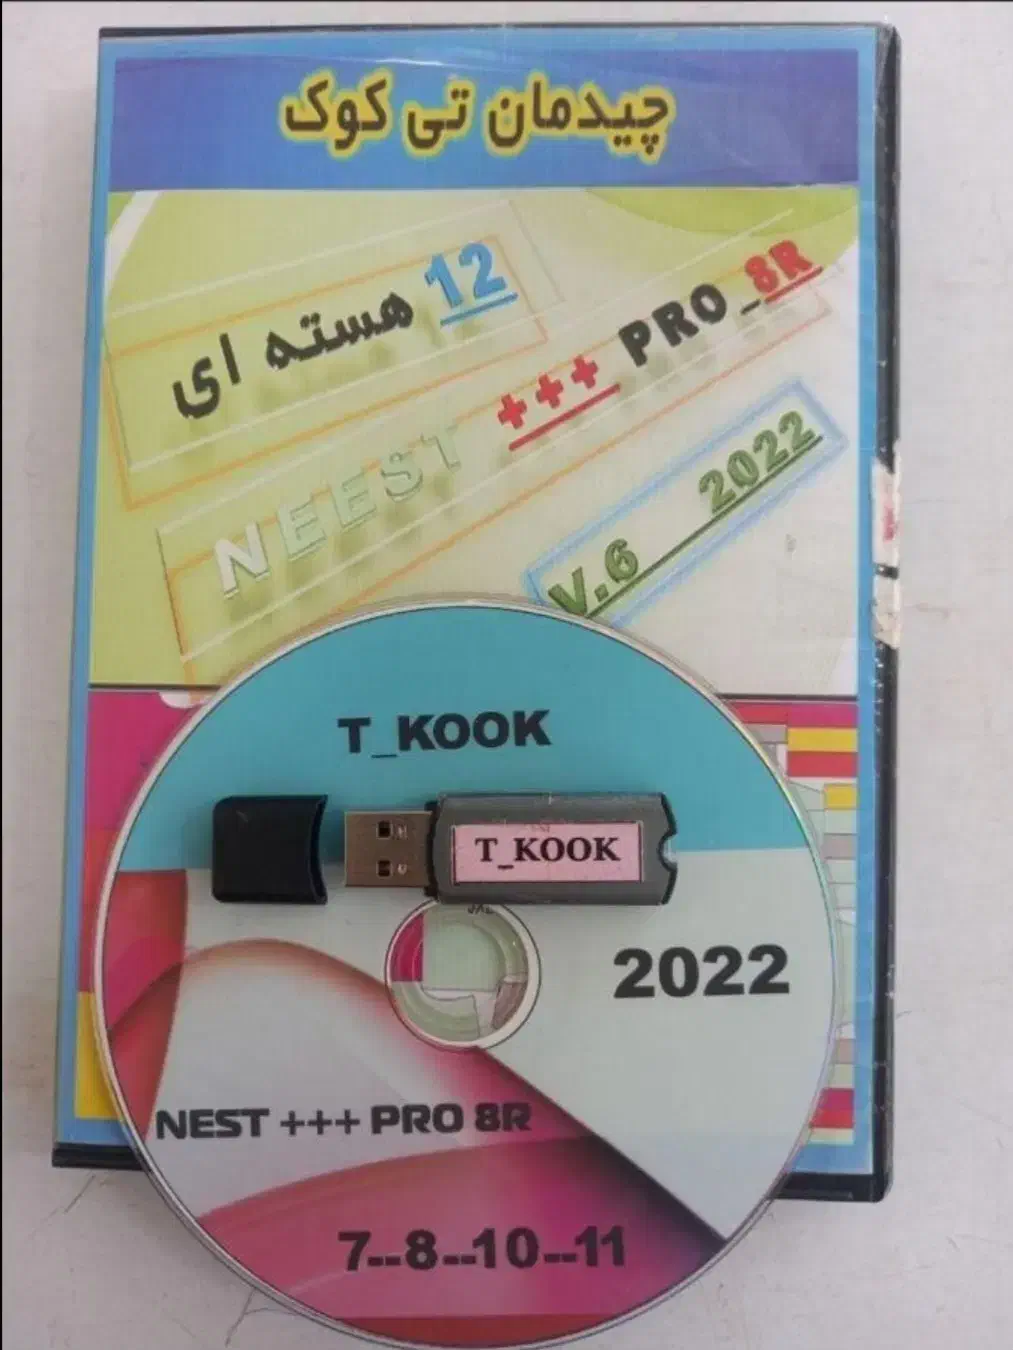 چیدمان تی کوک
12 هسته ای
NEEST +++ PRO_8R
V.6 2022
T_KOOK
T_KOOK
2022
NEST +++ PRO 8R
7--8--10--11